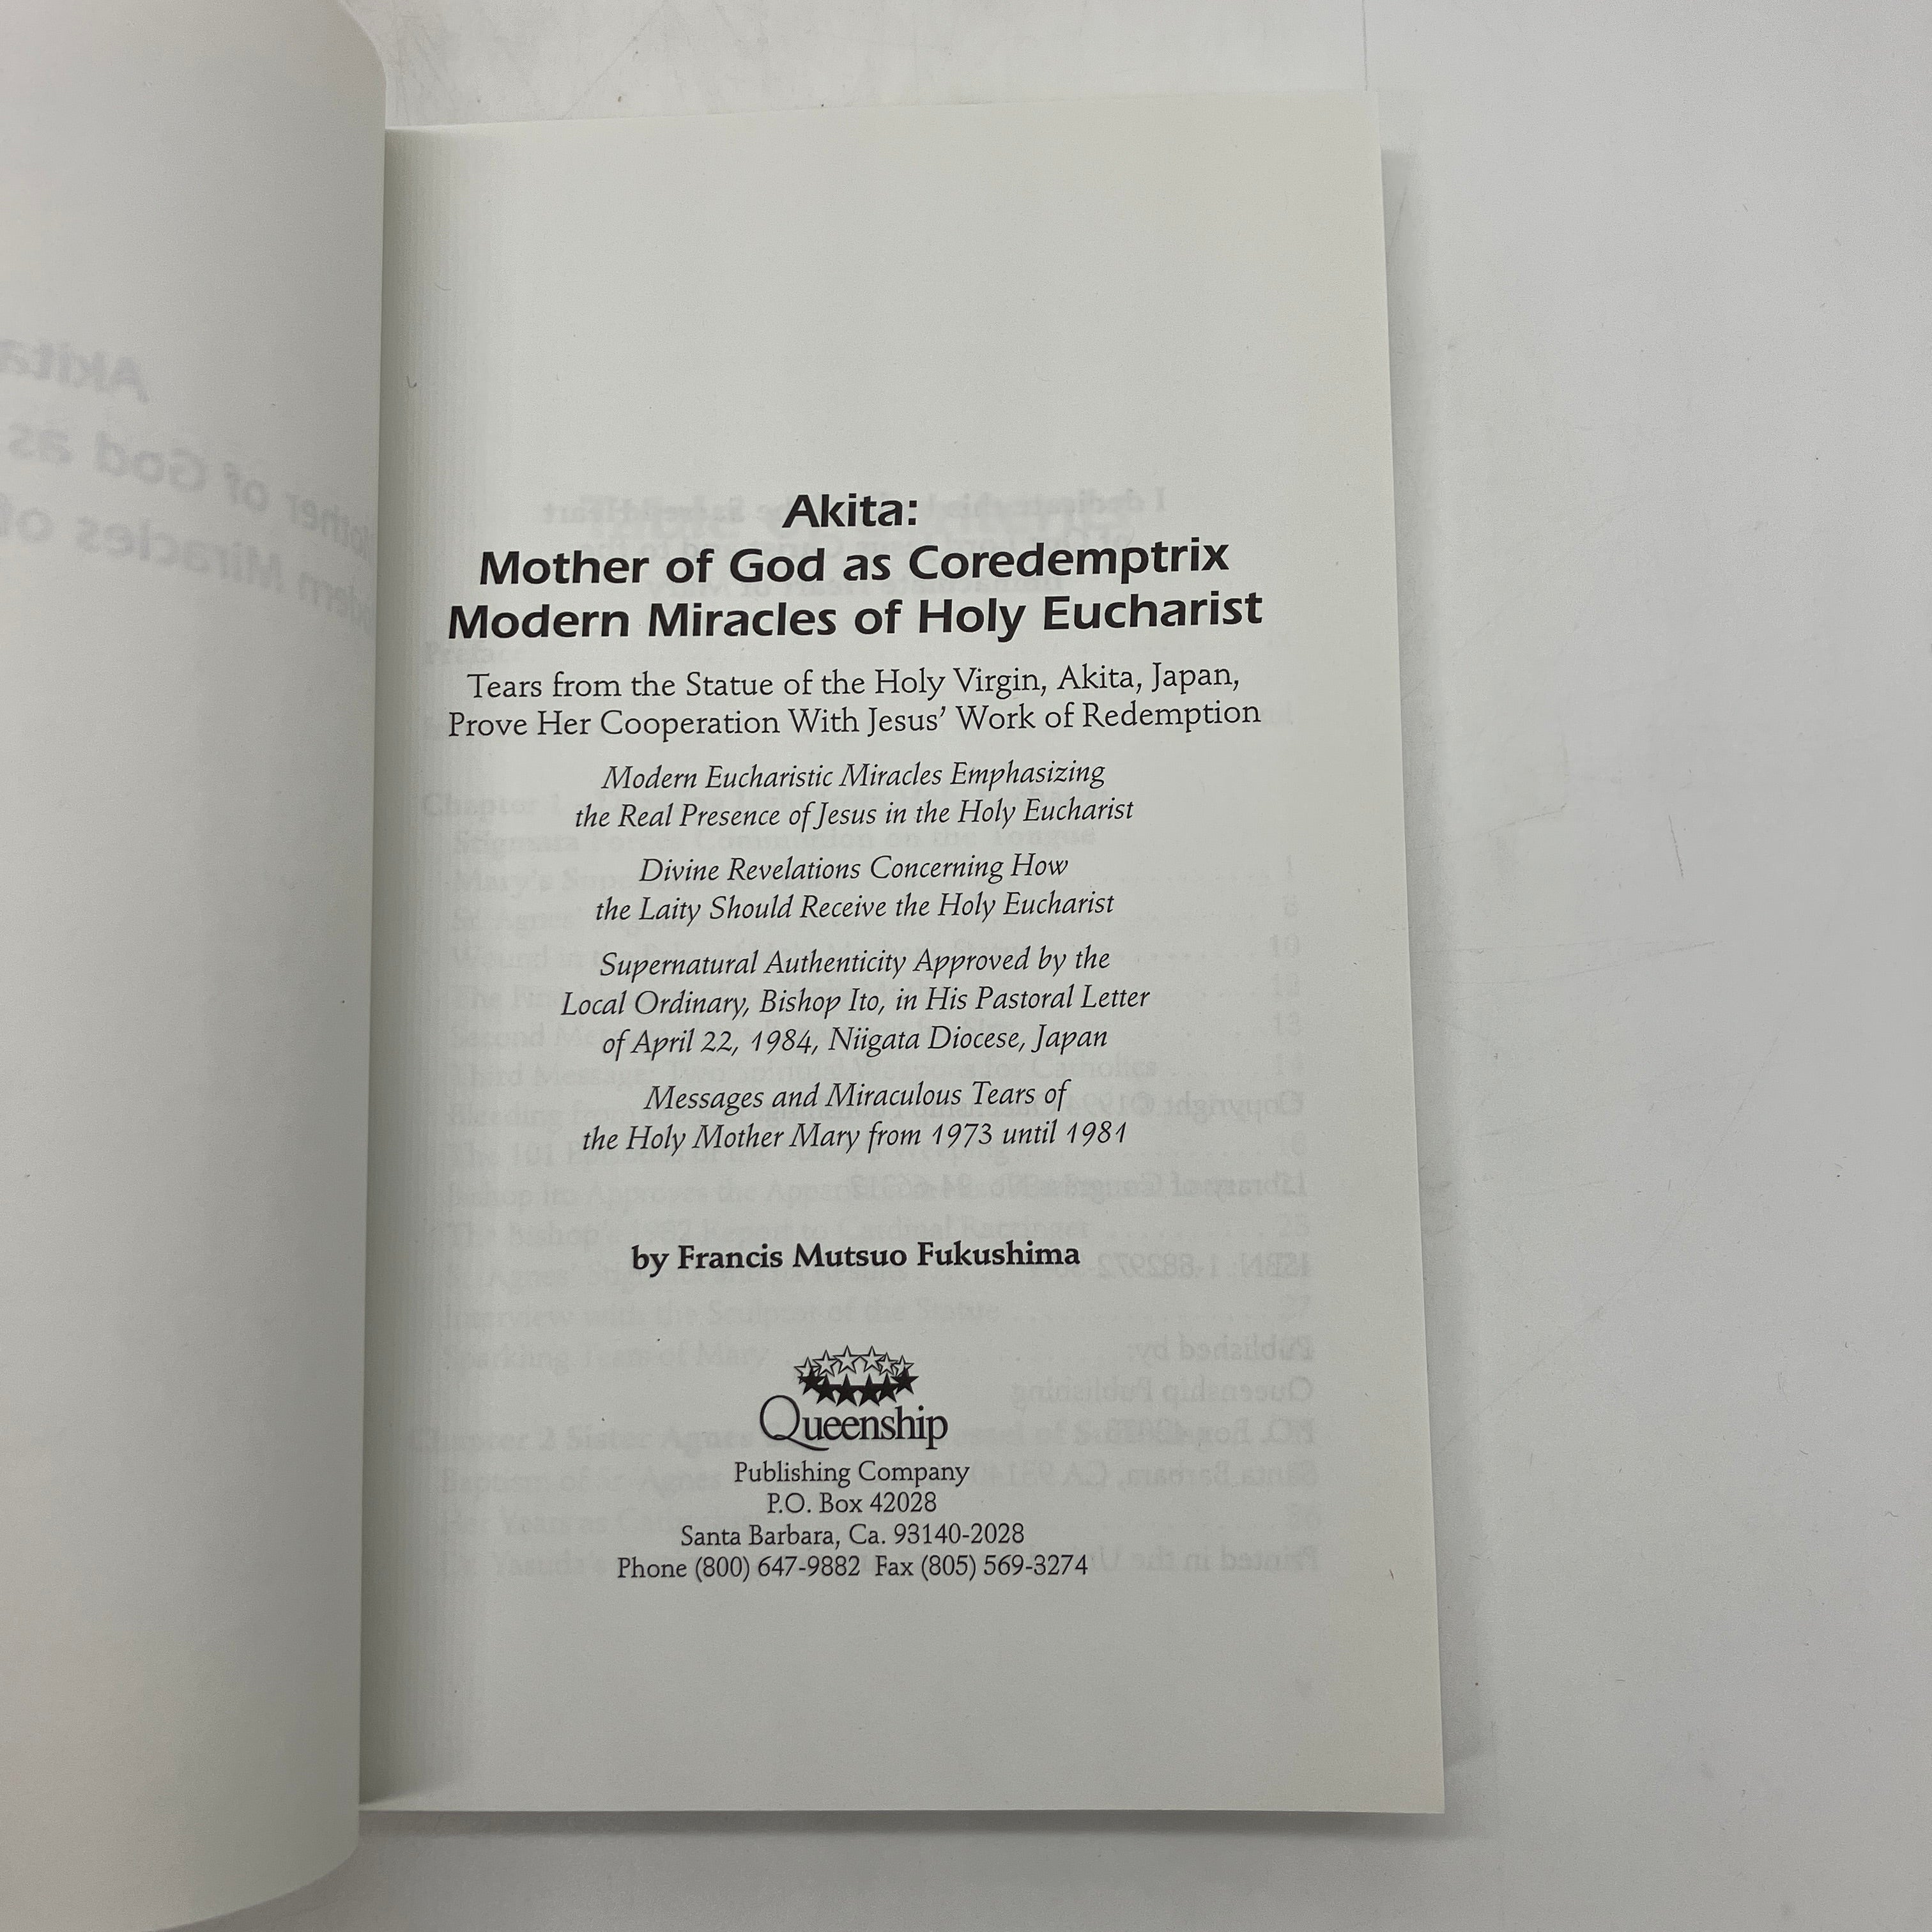 Akita:
Mother of God as Coredemptrix
Modern Miracles of Holy Eucharist
Tears from the Statue of the Holy Virgin, Akita, Japan,
Prove Her Cooperation With Jesus’ Work of Redemption
Modern Eucharistic Miracles Emphasizing
the Real Presence of Jesus in the Holy Eucharist
Divine Revelations Concerning How
the Laity Should Receive the Holy Eucharist
Supernatural Authenticity Approved by the
Local Ordinary, Bishop Ito, in His Pastoral Letter
of April 22, 1984, Niigata Diocese, Japan
Messages and Miraculous Tears of
the Holy Mother Mary from 1973 until 1981
by Francis Mutsuo Fukushima
Queenship
Publishing Company
P.O. Box 42028
Santa Barbara, Ca. 93140-2028
Phone (800) 647-9882 Fax (805) 569-3274